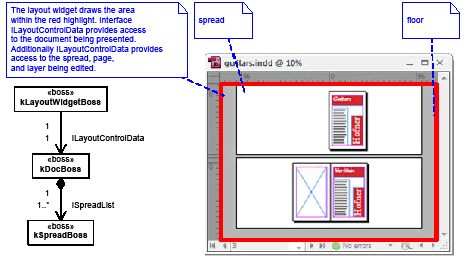 The layout widget draws the area
within the red highlight. Interface
ILayoutControlData provides access
to the document being presented.
Additionally ILayoutControlData provides
access to the spread, page,
and layer being edited.
spread
floor
«boss»
kLayoutWidgetBoss
1
1
ILayoutControlData
«boss»
kDocBoss
1
1..*
ISpreadList
«boss»
kSpreadBoss
guitars.indd @ 10%
Guitars
Hofner
Verithin
Hofner
3
No errors